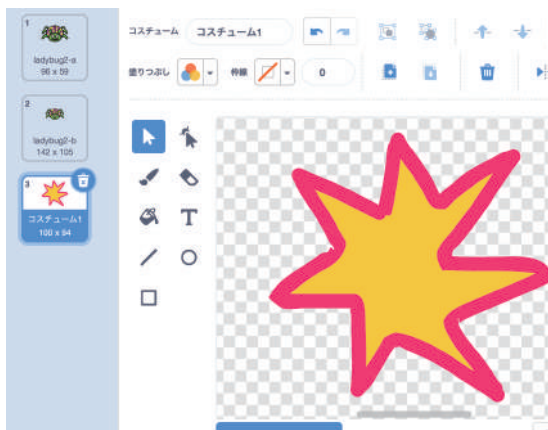 1
ladybug2-a
96 x 59
2
ladybug2-b
142 x 105
3
コスチューム1
100 x 94
コスチューム コスチューム1
塗りつぶし 枠線 0
T